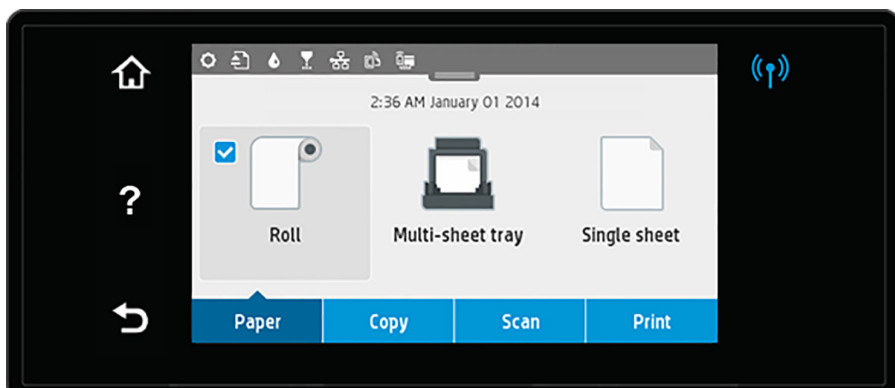 2:36 AM January 01 2014
Roll Multi-sheet tray Single sheet
?
Paper Copy Scan Print